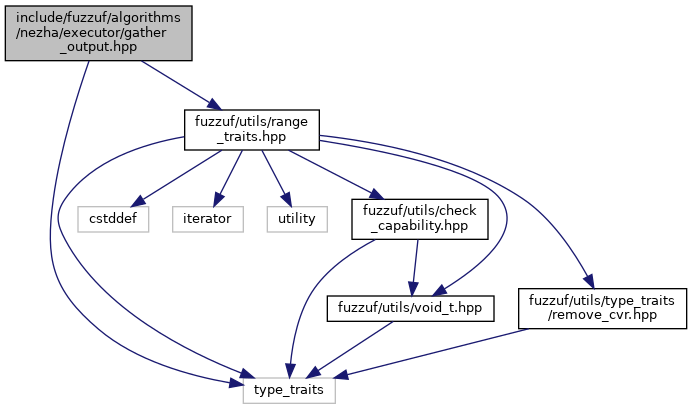 include/fuzzuf/algorithms
/nezha/executor/gather
_output.hpp
fuzzuf/utils/range
_traits.hpp
cstddef
iterator
utility
fuzzuf/utils/check
_capability.hpp
fuzzuf/utils/void_t.hpp
fuzzuf/utils/type_traits
/remove_cvr.hpp
type_traits